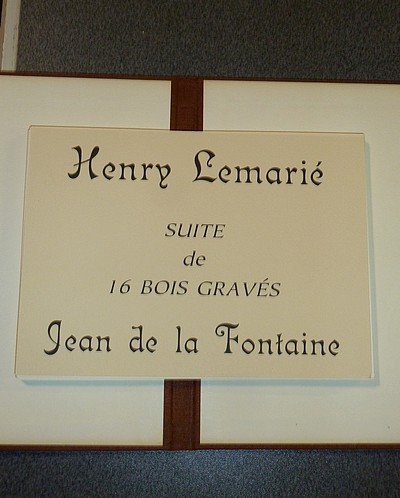 Henry Lemarié
SUITE
de
16 BOIS GRAVÉS
Jean de la Fontaine